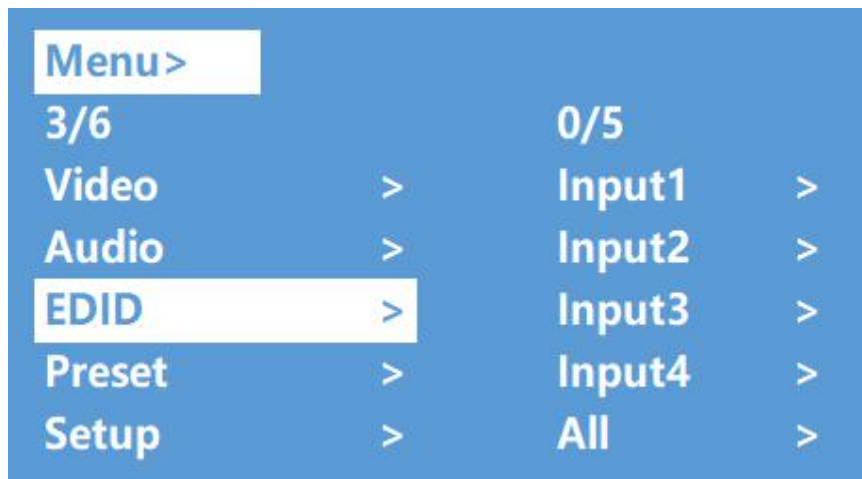 Menu>
3/6 0/5
Video > Input1 >
Audio > Input2 >
EDID > Input3 >
Preset > Input4 >
Setup > All >